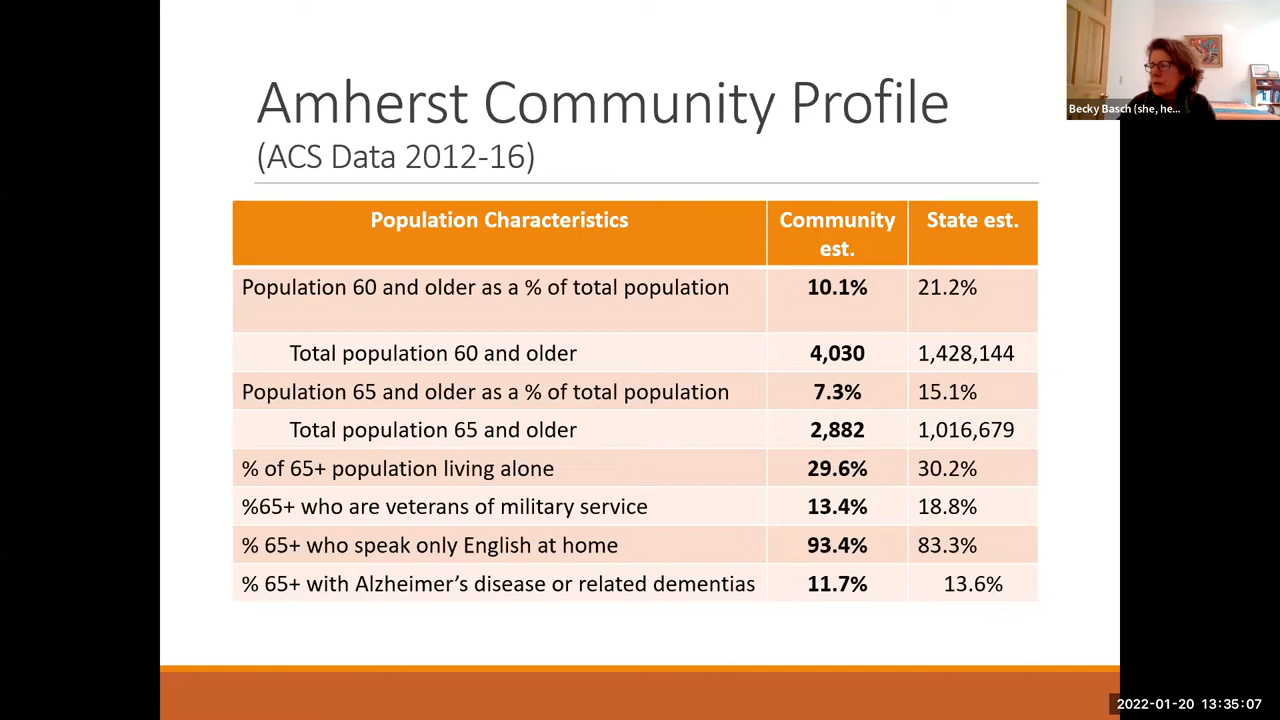 Amherst Community Profile
(ACS Data 2012-16)
Population Characteristics
Community est.
State est.
Population 60 and older as a % of total population
10.1%
21.2%
Total population 60 and older
4,030
1,428,144
Population 65 and older as a % of total population
7.3%
15.1%
Total population 65 and older
2,882
1,016,679
% of 65+ population living alone
29.6%
30.2%
%65+ who are veterans of military service
13.4%
18.8%
% 65+ who speak only English at home
93.4%
83.3%
% 65+ with Alzheimer’s disease or related dementias
11.7%
13.6%
Becky Basch (she, he...
2022-01-20 13:35:07